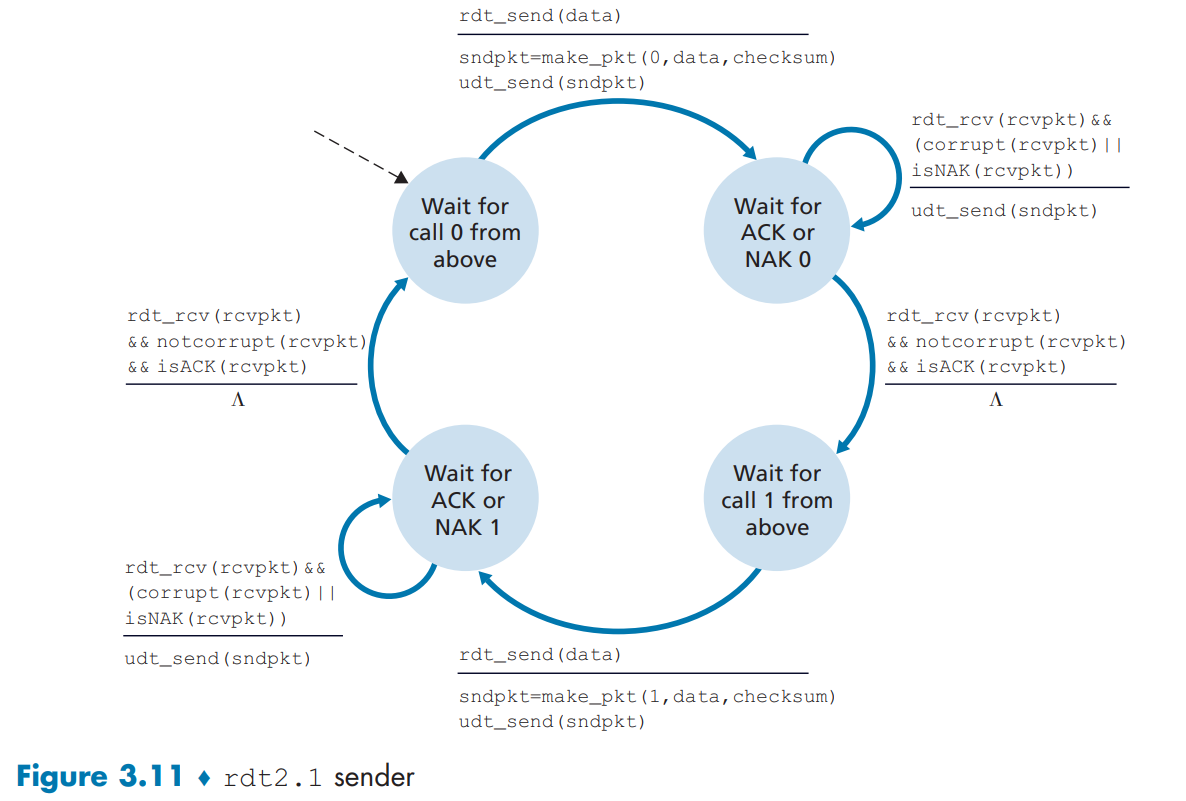 rdt_send(data)
sndpkt=make_pkt(0,data,checksum)
udt_send(sndpkt)
rdt_rcv(rcvpkt)&&
(corrupt(rcvpkt)||
isNAK(rcvpkt))
udt_send(sndpkt)
Wait for
call 0 from
above
Wait for
ACK or
NAK 0
rdt_rcv(rcvpkt)
&& notcorrupt(rcvpkt)
&& isACK(rcvpkt)
Λ
rdt_rcv(rcvpkt)
&& notcorrupt(rcvpkt)
&& isACK(rcvpkt)
Λ
Wait for
ACK or
NAK 1
Wait for
call 1 from
above
rdt_rcv(rcvpkt)&&
(corrupt(rcvpkt)||
isNAK(rcvpkt))
udt_send(sndpkt)
rdt_send(data)
sndpkt=make_pkt(1,data,checksum)
udt_send(sndpkt)
Figure 3.11 ♦ rdt2.1 sender